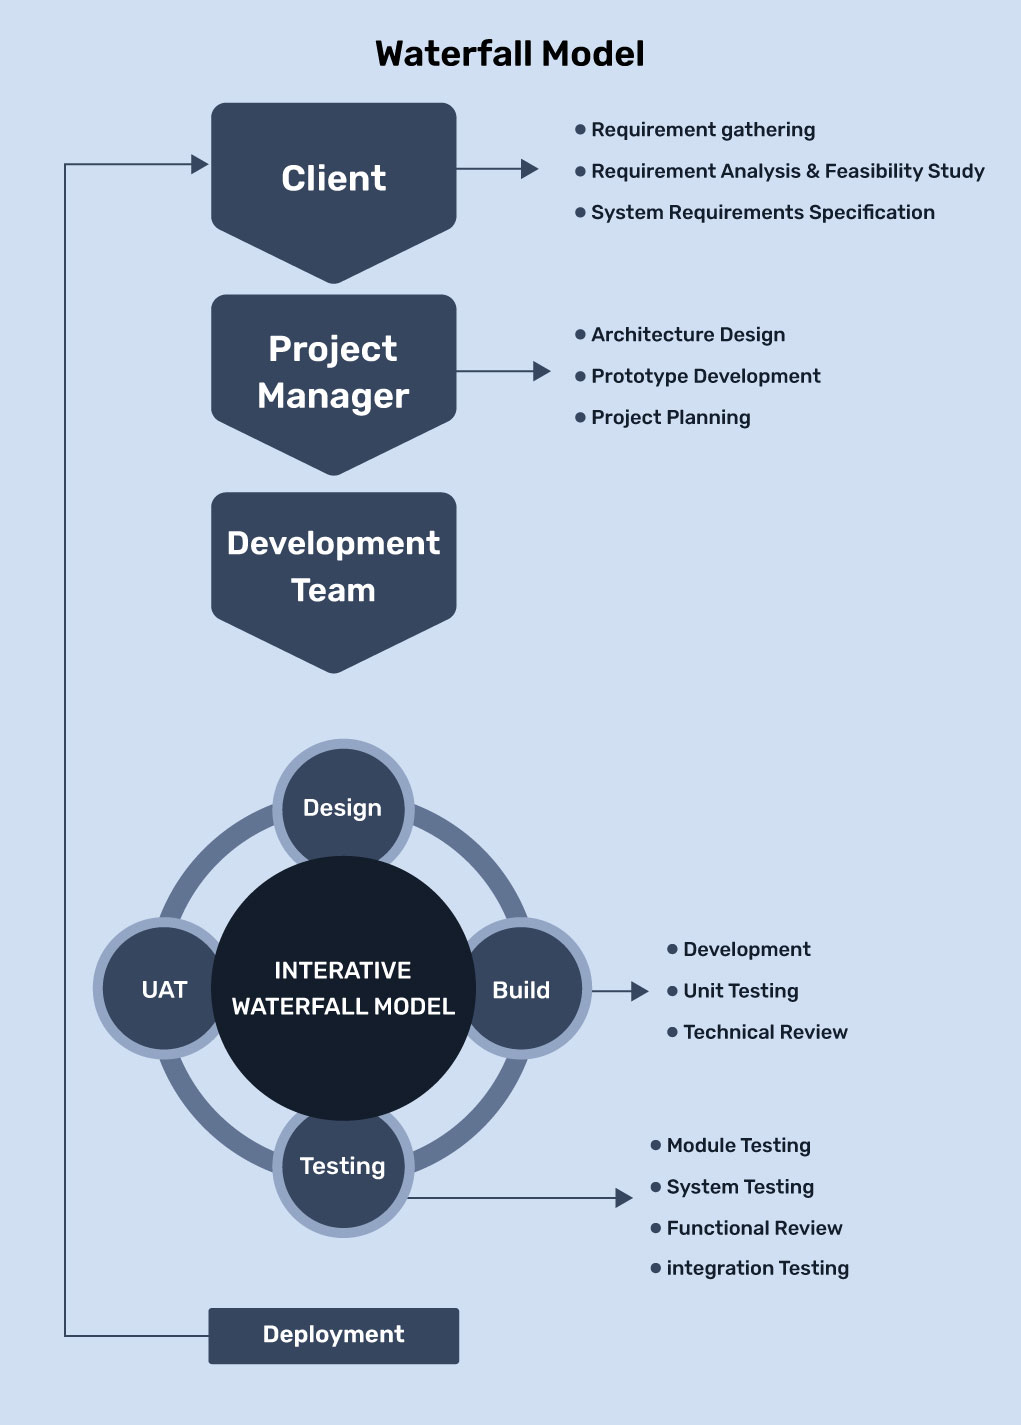 Waterfall Model
Client
• Requirement gathering
• Requirement Analysis & Feasibility Study
• System Requirements Specification
Project
Manager
• Architecture Design
• Prototype Development
• Project Planning
Development
Team
Design
UAT
INTERATIVE
WATERFALL MODEL
Build
• Development
• Unit Testing
• Technical Review
Testing
• Module Testing
• System Testing
• Functional Review
• integration Testing
Deployment